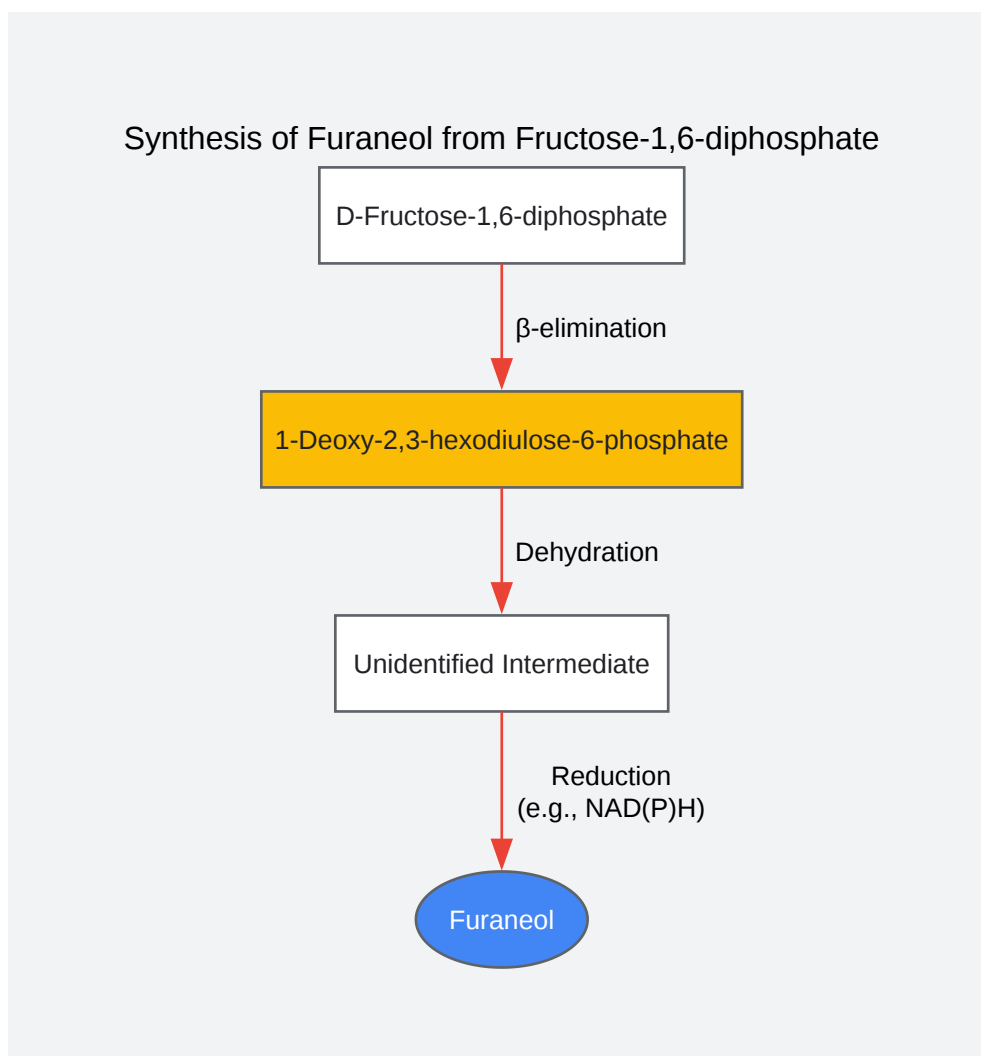 Synthesis of Furaneol from Fructose-1,6-diphosphate
D-Fructose-1,6-diphosphate
β-elimination
1-Deoxy-2,3-hexodiulose-6-phosphate
Dehydration
Unidentified Intermediate
Reduction
(e.g., NAD(P)H)
Furaneol